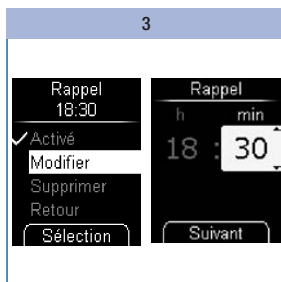 3
Rappel
18:30
Activé
Modifier
Supprimer
Retour
Sélection
Rappel
h min
18 : 30
Suivant